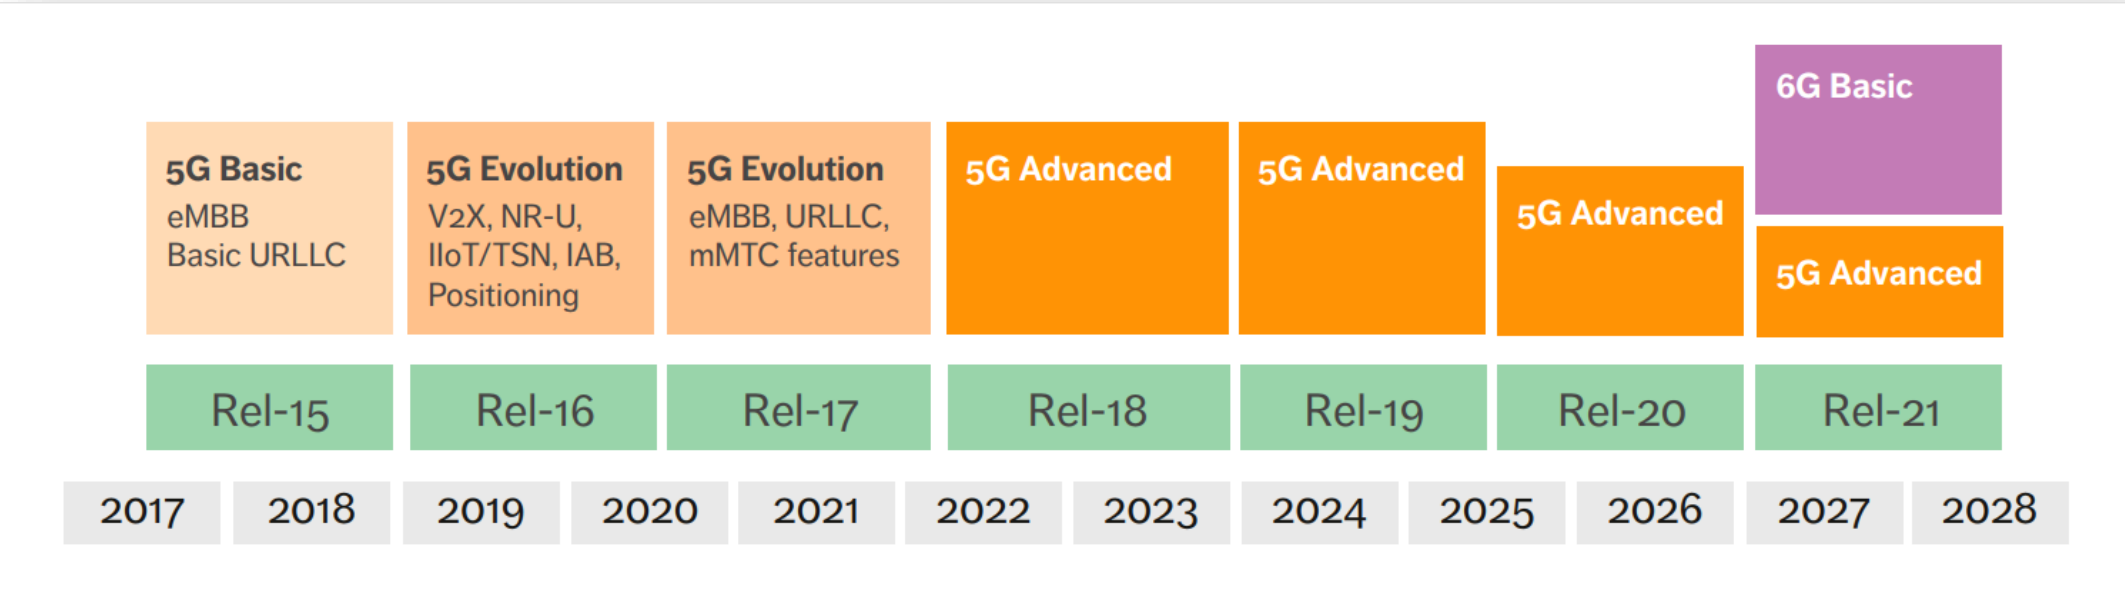 6G Basic
5G Basic
eMBB
Basic URLLC
5G Evolution
V2X, NR-U,
IIoT/TSN, IAB,
Positioning
5G Evolution
eMBB, URLLC,
mMTC features
5G Advanced
5G Advanced
5G Advanced
5G Advanced
Rel-15
Rel-16
Rel-17
Rel-18
Rel-19
Rel-20
Rel-21
2017
2018
2019
2020
2021
2022
2023
2024
2025
2026
2027
2028